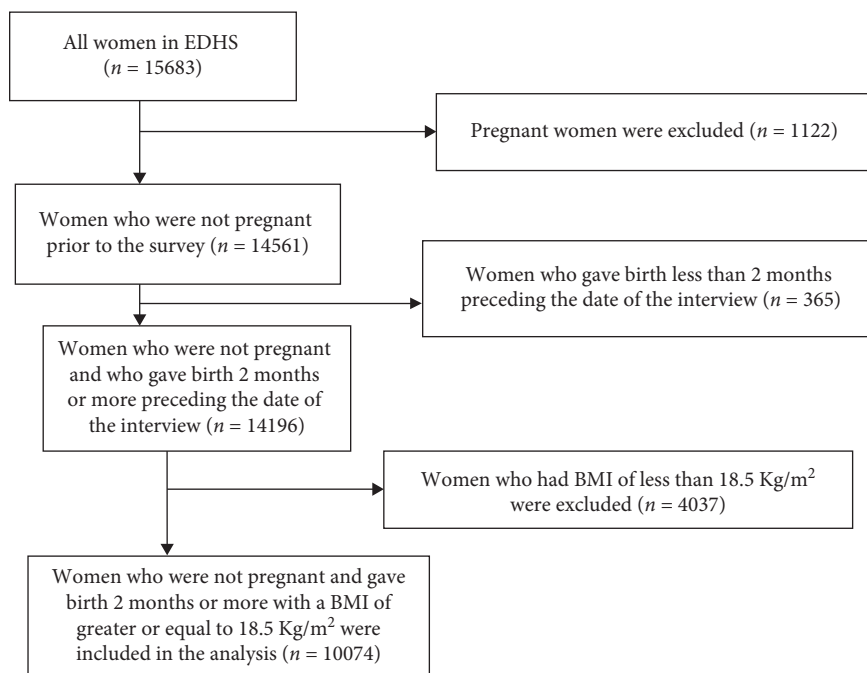 All women in EDHS
(n = 15683)
Pregnant women were excluded (n = 1122)
Women who were not pregnant
prior to the survey (n = 14561)
Women who gave birth less than 2 months
preceding the date of the interview (n = 365)
Women who were not pregnant
and who gave birth 2 months
or more preceding the date of
the interview (n = 14196)
Women who had BMI of less than 18.5 Kg/m²
were excluded (n = 4037)
Women who were not pregnant and gave
birth 2 months or more with a BMI of
greater or equal to 18.5 Kg/m² were
included in the analysis (n = 10074)